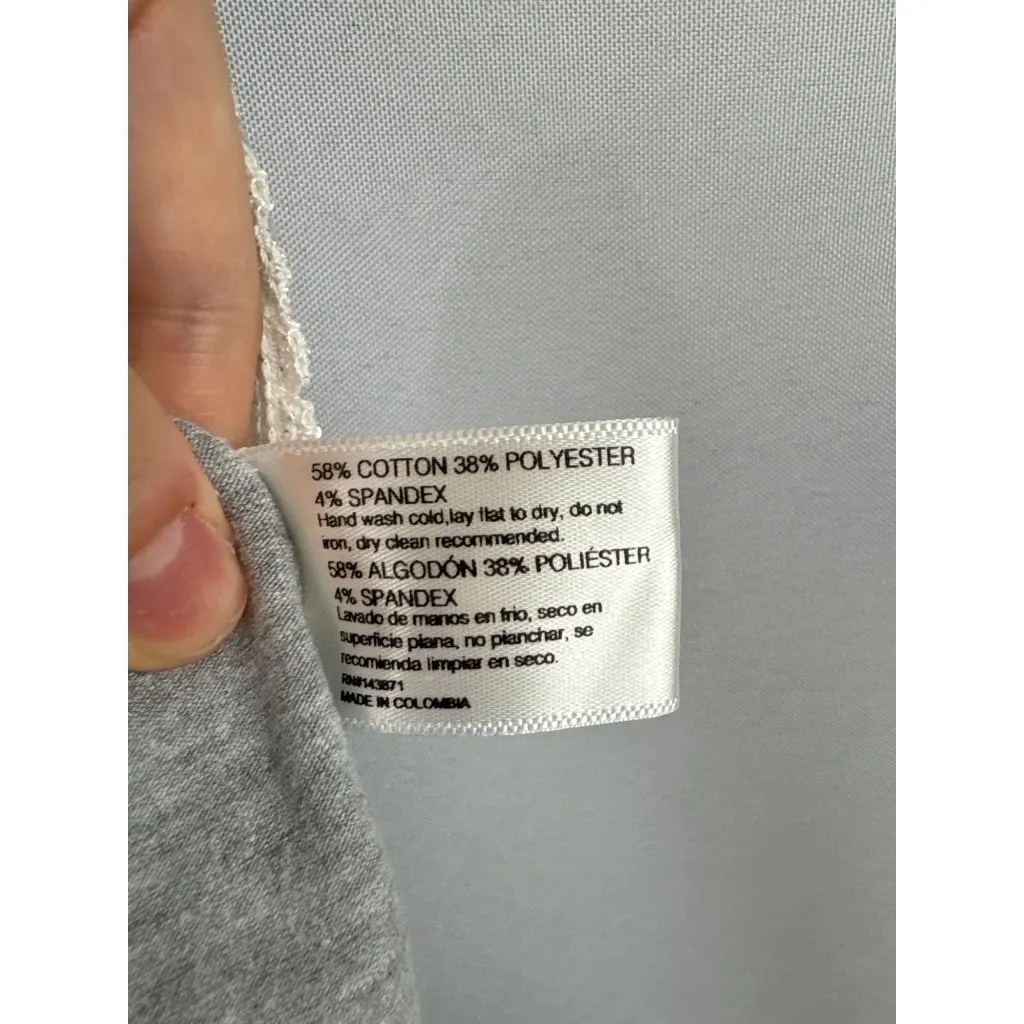 58% COTTON 38% POLYESTER
4% SPANDEX
Hand wash cold,lay flat to dry, do not
iron, dry clean recommended.
58% ALGODÓN 38% POLIÉSTER
4% SPANDEX
Lavado de manos en frio, seco en
superficie plana, no planchar, se
recomienda limpiar en seco.
RN#143871
MADE IN COLOMBIA